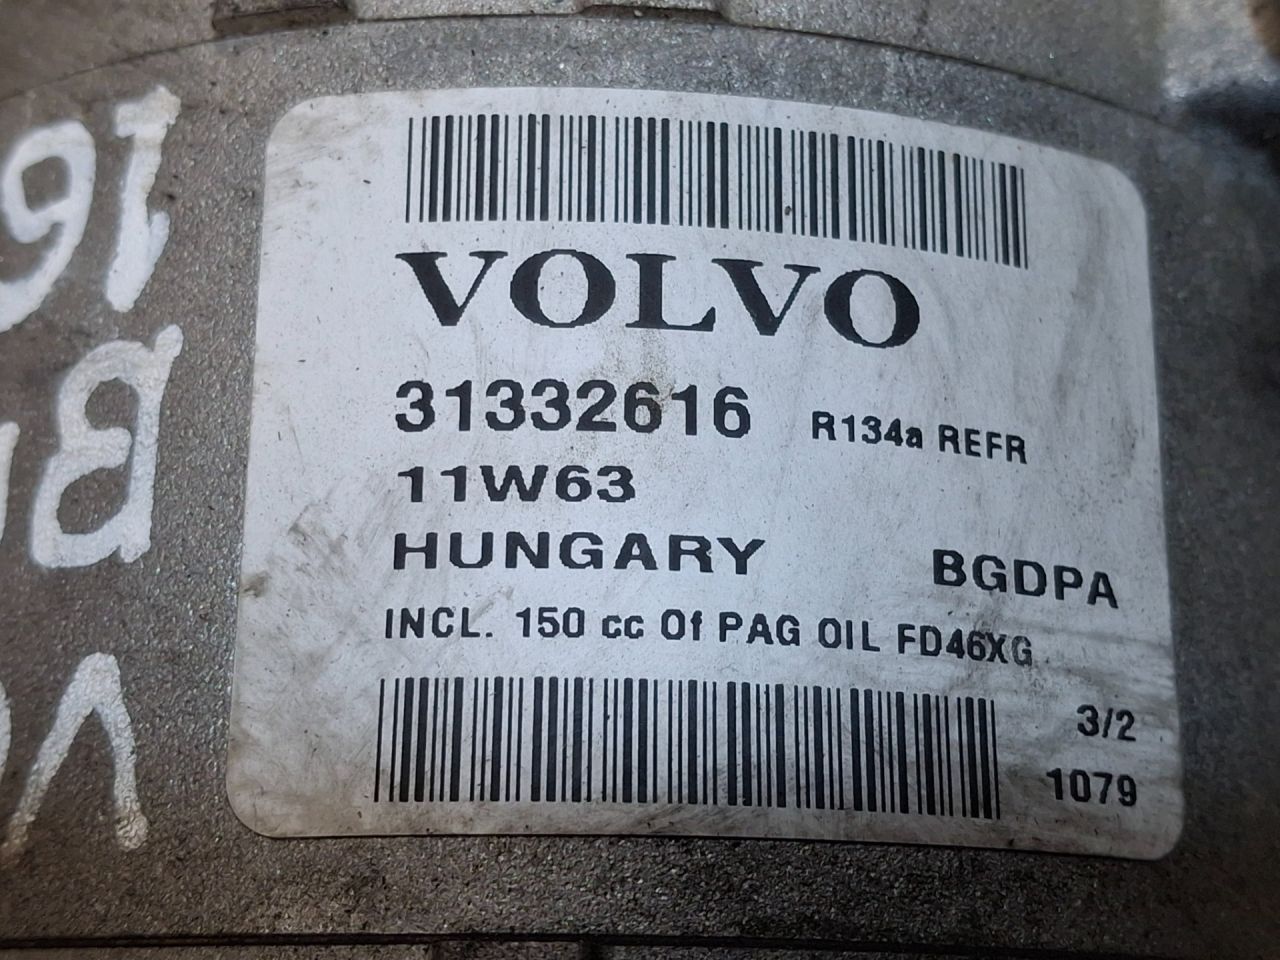 VOLVO
31332616 R134a REFR
11W63
HUNGARY BGDPA
INCL. 150 cc Of PAG OIL FD46XG
3/2
1079